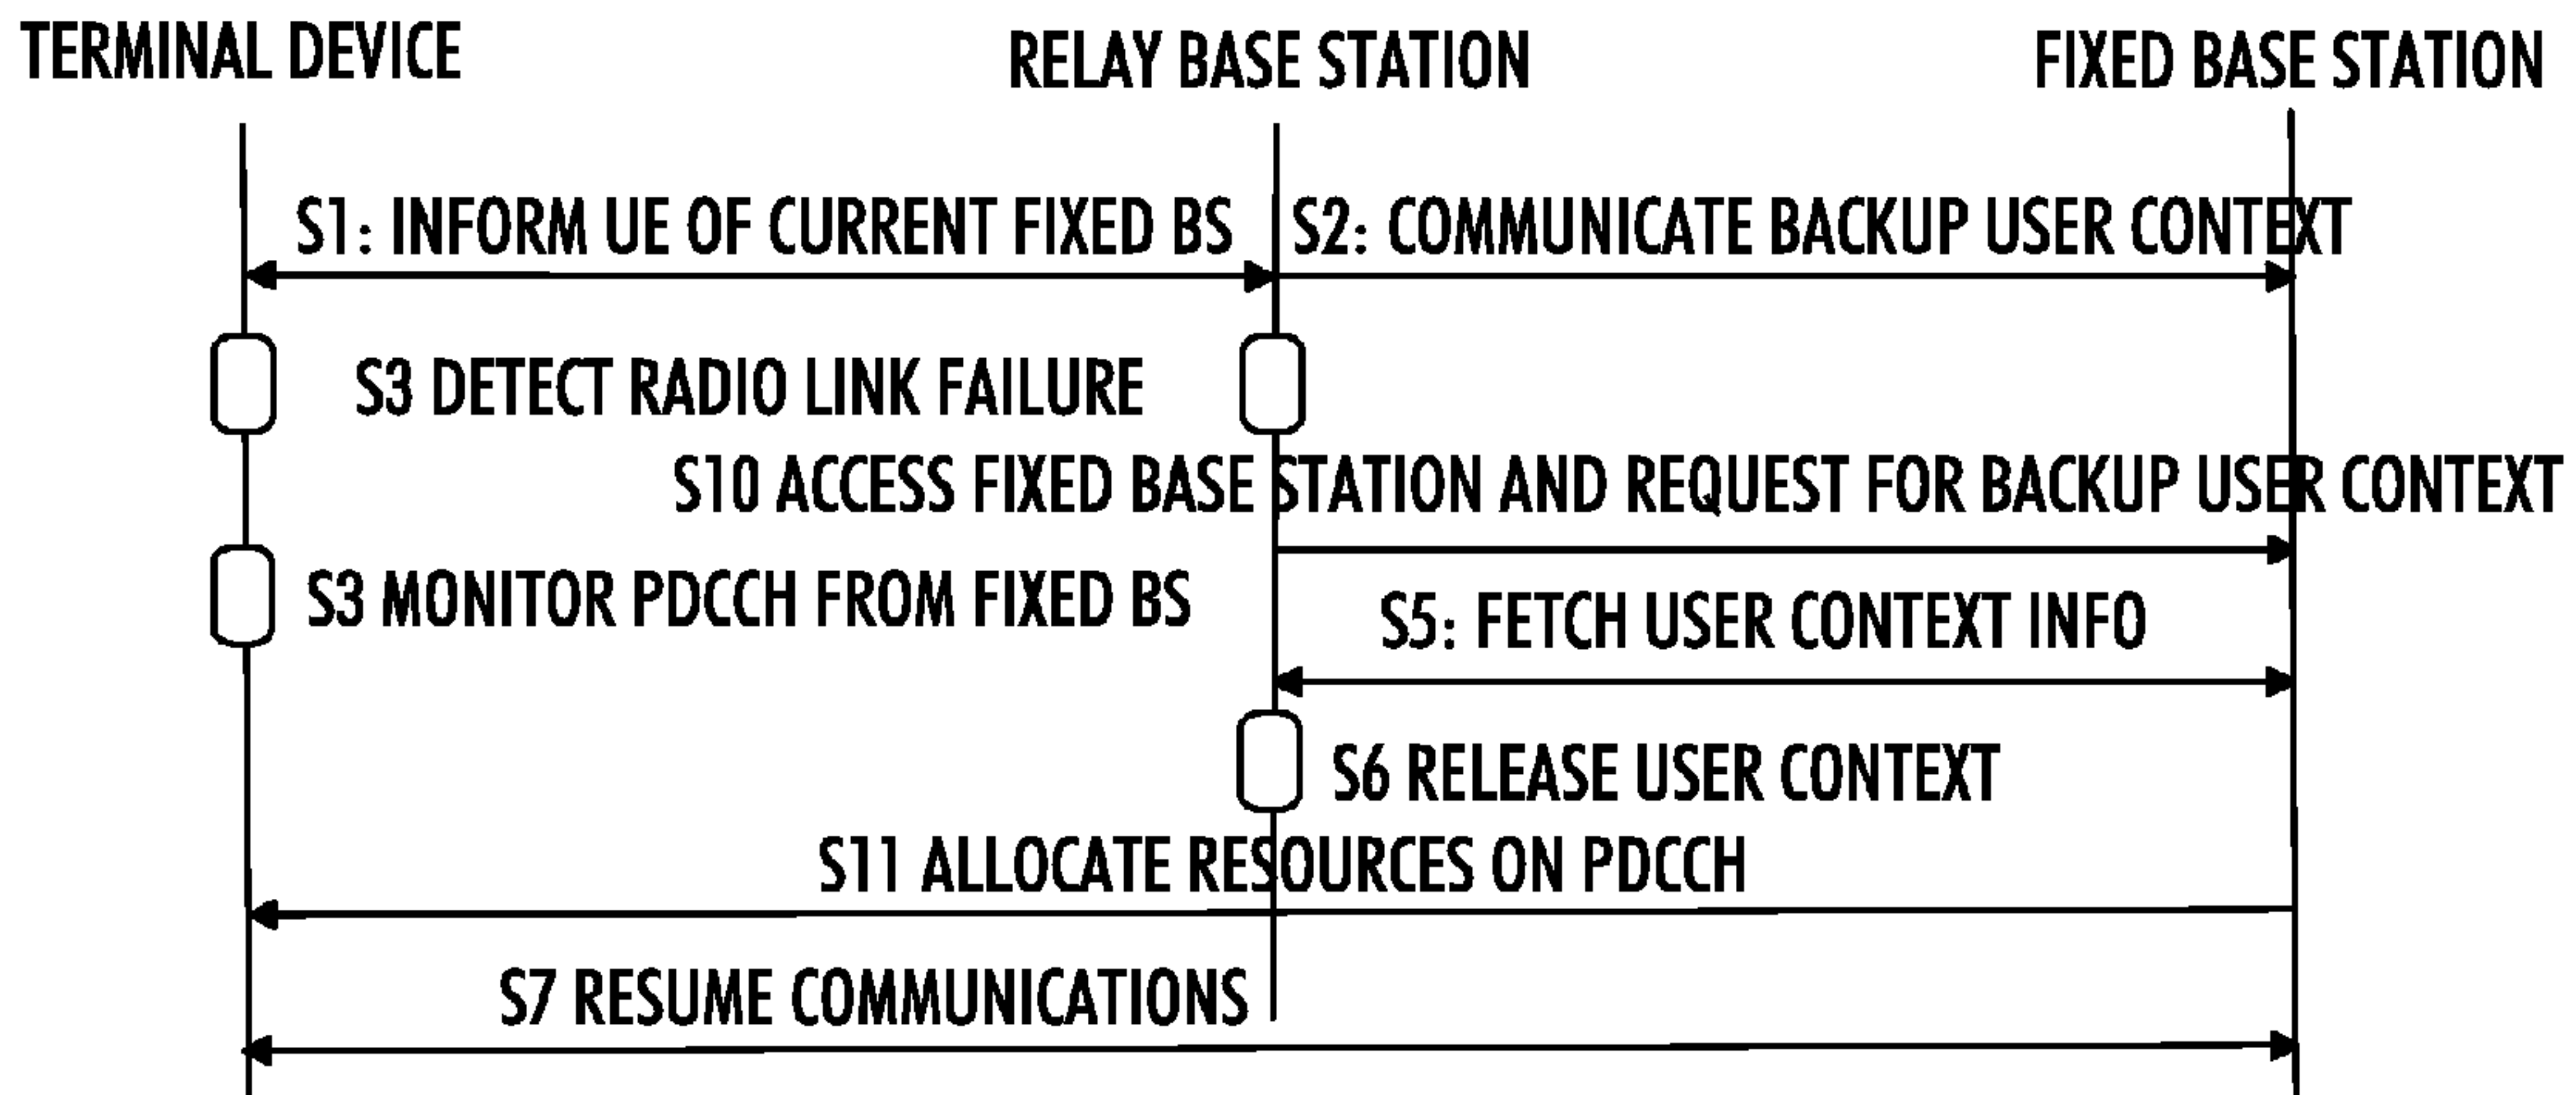 TERMINAL DEVICE
RELAY BASE STATION
FIXED BASE STATION
S1: INFORM UE OF CURRENT FIXED BS
S2: COMMUNICATE BACKUP USER CONTEXT
S3 DETECT RADIO LINK FAILURE
S10 ACCESS FIXED BASE STATION AND REQUEST FOR BACKUP USER CONTEXT
S3 MONITOR PDCCH FROM FIXED BS
S5: FETCH USER CONTEXT INFO
S6 RELEASE USER CONTEXT
S11 ALLOCATE RESOURCES ON PDCCH
S7 RESUME COMMUNICATIONS